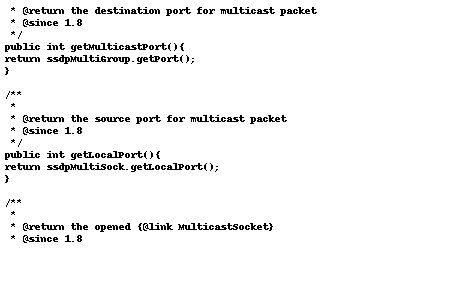 * @return the destination port for multicast packet
* @since 1.8
*/
public int getMulticastPort(){
return ssdpMultiGroup.getPort();
}
/**
*
* @return the source port for multicast packet
* @since 1.8
*/
public int getLocalPort(){
return ssdpMultiSock.getLocalPort();
}
/**
*
* @return the opened {@link MulticastSocket}
* @since 1.8